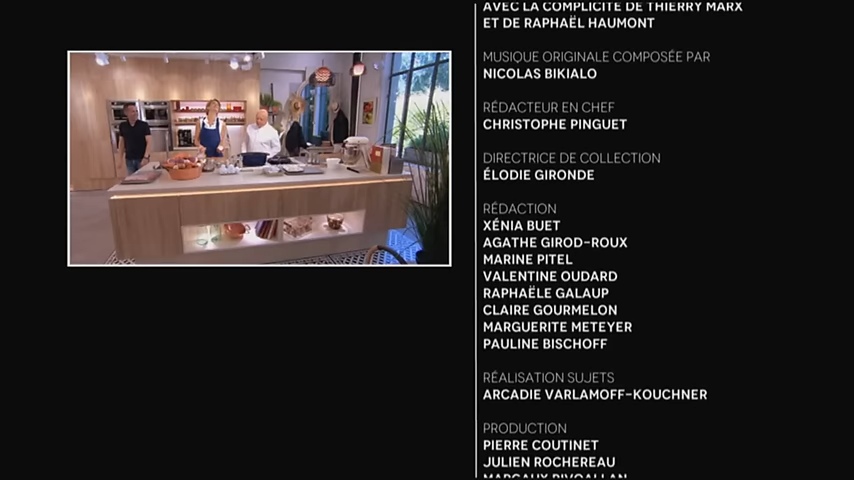 AVEC LA COMPLICITÉ DE THIERRY MARX
ET DE RAPHAËL HAUMONT
MUSIQUE ORIGINALE COMPOSÉE PAR
NICOLAS BIKIALO
RÉDACTEUR EN CHEF
CHRISTOPHE PINGUET
DIRECTRICE DE COLLECTION
ÉLODIE GIRONDE
RÉDACTION
XÉNIA BUET
AGATHE GIROD-ROUX
MARINE PITEL
VALENTINE OUDARD
RAPHAËLE GALAUP
CLAIRE GOURMELON
MARGUERITE METEYER
PAULINE BISCHOFF
RÉALISATION SUJETS
ARCADIE VARLAMOFF-KOUCHNER
PRODUCTION
PIERRE COUTINET
JULIEN ROCHEREAU
MARGAUX RIVOALLAN